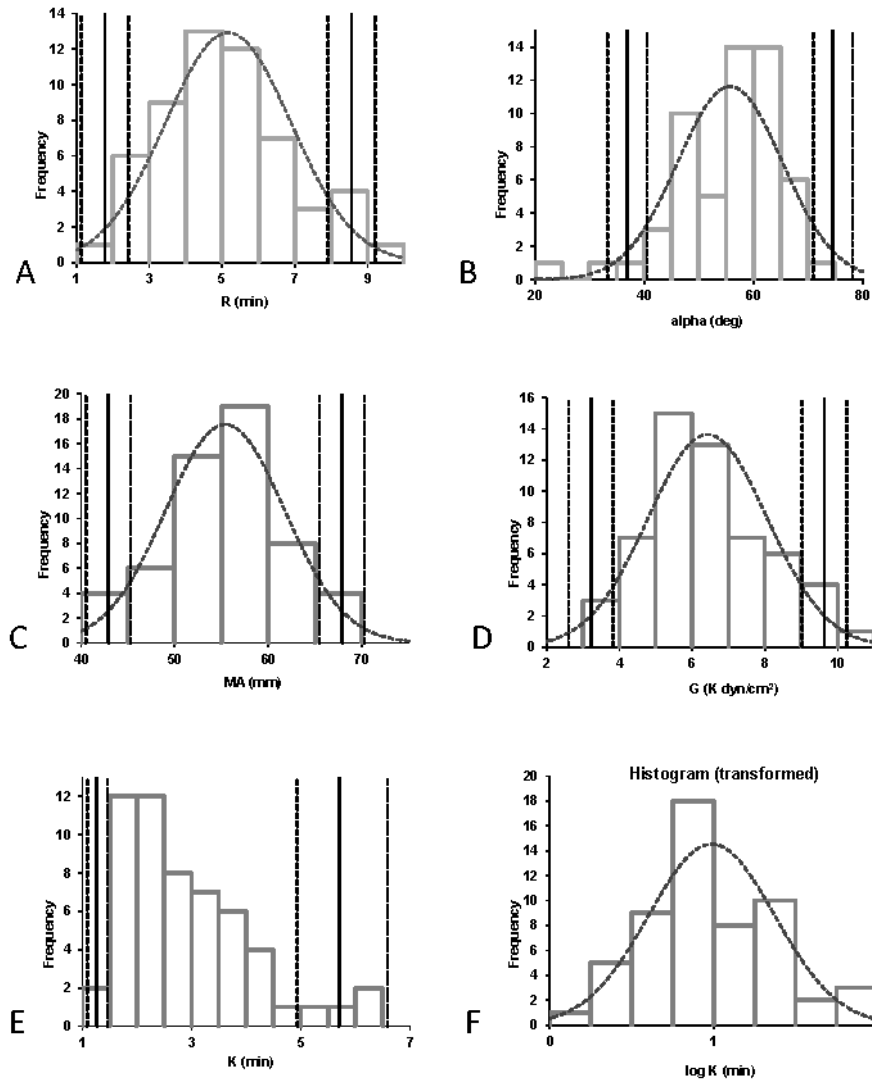 14
12
10
8
6
4
2
0
Frequency
1 3 5 7 9
R (min)
A
14
12
10
8
6
4
2
0
Frequency
20 40 60 80
alpha (deg)
B
20
18
16
14
12
10
8
6
4
2
0
Frequency
40 50 60 70
MA (mm)
C
16
14
12
10
8
6
4
2
0
Frequency
2 4 6 8 10
G (K dyn/cm²)
D
12
10
8
6
4
2
0
Frequency
1 3 5 7
K (min)
E
Histogram (transformed)
20
18
16
14
12
10
8
6
4
2
0
Frequency
0 1
log K (min)
F